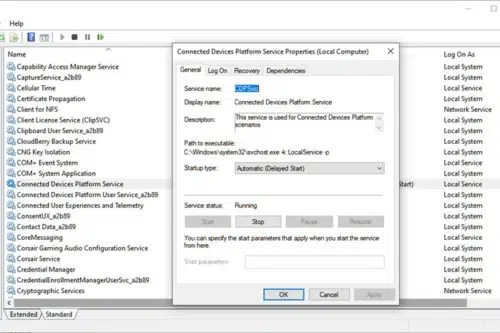 Help
Name
Log On As
Capability Access Manager Service
Local System
CaptureService_a2b89
Local System
Cellular Time
Local Service
Certificate Propagation
Local System
Client for NFS
Network Service
Client License Service (ClipSVC)
Local System
Clipboard User Service_a2b89
Local System
CloudBerry Backup Service
Local System
CNG Key Isolation
Local System
COM+ Event System
Local Service
COM+ System Application
Local System
Connected Devices Platform Service
Start)
Local Service
Connected Devices Platform User Service_a2b89
Local System
Connected User Experiences and Telemetry
Local System
ConsentUX_a2b89
Local System
Contact Data_a2b89
Local System
CoreMessaging
Local Service
Corsair Gaming Audio Configuration Service
Local System
Corsair Service
Local System
Credential Manager
Local System
CredentialEnrollmentManagerUserSvc_a2b89
Local System
Cryptographic Services
Network Service
Extended
Standard
Connected Devices Platform Service Properties (Local Computer)
General
Log On
Recovery
Dependencies
Service name:
CDPSvc
Display name:
Connected Devices Platform Service
Description:
This service is used for Connected Devices Platform
scenarios
Path to executable:
C:\Windows\system32\svchost.exe -k LocalService -p
Startup type:
Automatic (Delayed Start)
Service status:
Running
Start
Stop
Pause
Resume
You can specify the start parameters that apply when you start the service
from here.
Start parameters:
OK
Cancel
Apply